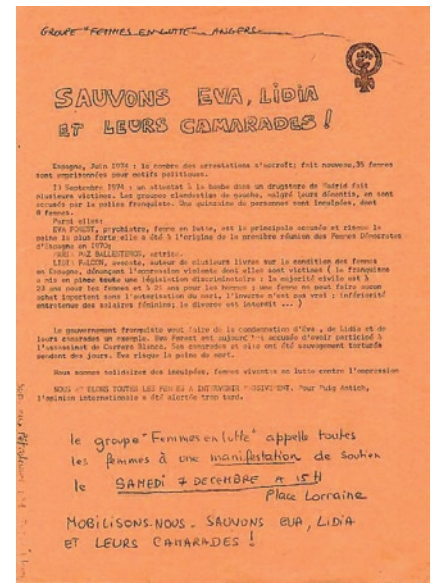 GROUPE "FEMMES EN LUTTE" ANGERS
SAUVONS EVA, LIDIA
ET LEURS CAMARADES !
Espagne, Juin 1974 : le nombre des arrestations s'accroît; fait nouveau, 35 femmes
sont emprisonnées pour motifs politiques.
13 Septembre 1974 : un attentat à la bombe dans un drugstore de Madrid fait
plusieurs victimes. Les groupes clandestins de gauche, malgré leurs démentis, en sont
accusés par la police franquiste. Une quinzaine de personnes sont inculpées, dont
8 femmes.
Parmi elles:
EVA FOREST, psychiatre, femme en lutte, est la principale accusée et risque la
peine la plus forte; elle a été à l'origine de la première réunion des Femmes Démocrates
d'Espagne en 1970;
PAZ BALLESTEROS, actrice.
LIDIA FALCON, avocate, auteur de plusieurs livres sur la condition des femmes
en Espagne, dénonçant l'oppression violente dont elles sont victimes ( le franquisme
a mis en place toute une législation discriminatoire : la majorité civile est à
23 ans pour les femmes et à 21 ans pour les hommes ; une femme ne peut faire aucun
achat important sans l'autorisation du mari, l'inverse n'est pas vrai ; infériorité
entretenue des salaires féminins; le divorce est interdit ... )
Le gouvernement franquiste veut faire de la condamnation d'Eva , de Lidia et de
leurs camarades un exemple. Eva Forest est aujourd'hui accusée d'avoir participé à
l'assassinat de Carrero Blanco. Ses camarades et elle ont été sauvagement torturés
pendant des jours. Eva risque la peine de mort.
Nous sommes solidaires des inculpées, femmes vivantes en lutte contre l'oppression
NOUS APPELONS TOUTES LES FEMMES A INTERVENIR MASSIVEMENT. Pour Puig Antich,
l'opinion internationale a été alertée trop tard.
le groupe "Femmes en lutte" appelle toutes
les femmes à une manifestation de soutien
le SAMEDI 7 DECEMBRE A 15 H
Place Lorraine
MOBILISONS-NOUS. SAUVONS EVA, LIDIA
ET LEURS CAMARADES !